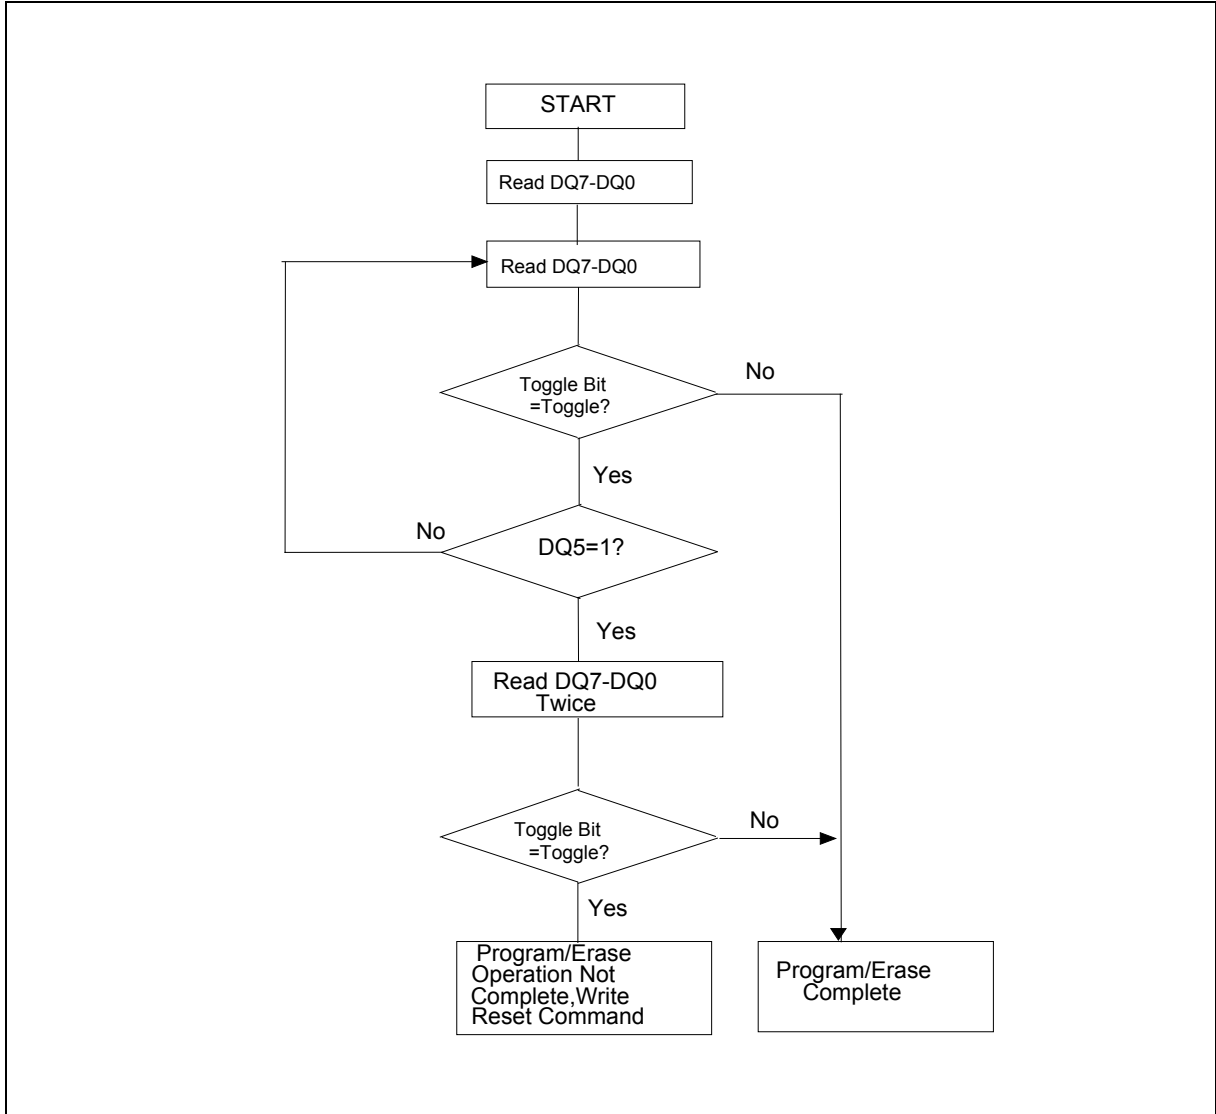 START
Read DQ7-DQ0
Read DQ7-DQ0
Toggle Bit
=Toggle?
No
Yes
No
DQ5=1?
Yes
Read DQ7-DQ0
Twice
Toggle Bit
=Toggle?
No
Yes
Program/Erase
Operation Not
Complete,Write
Reset Command
Program/Erase
Complete